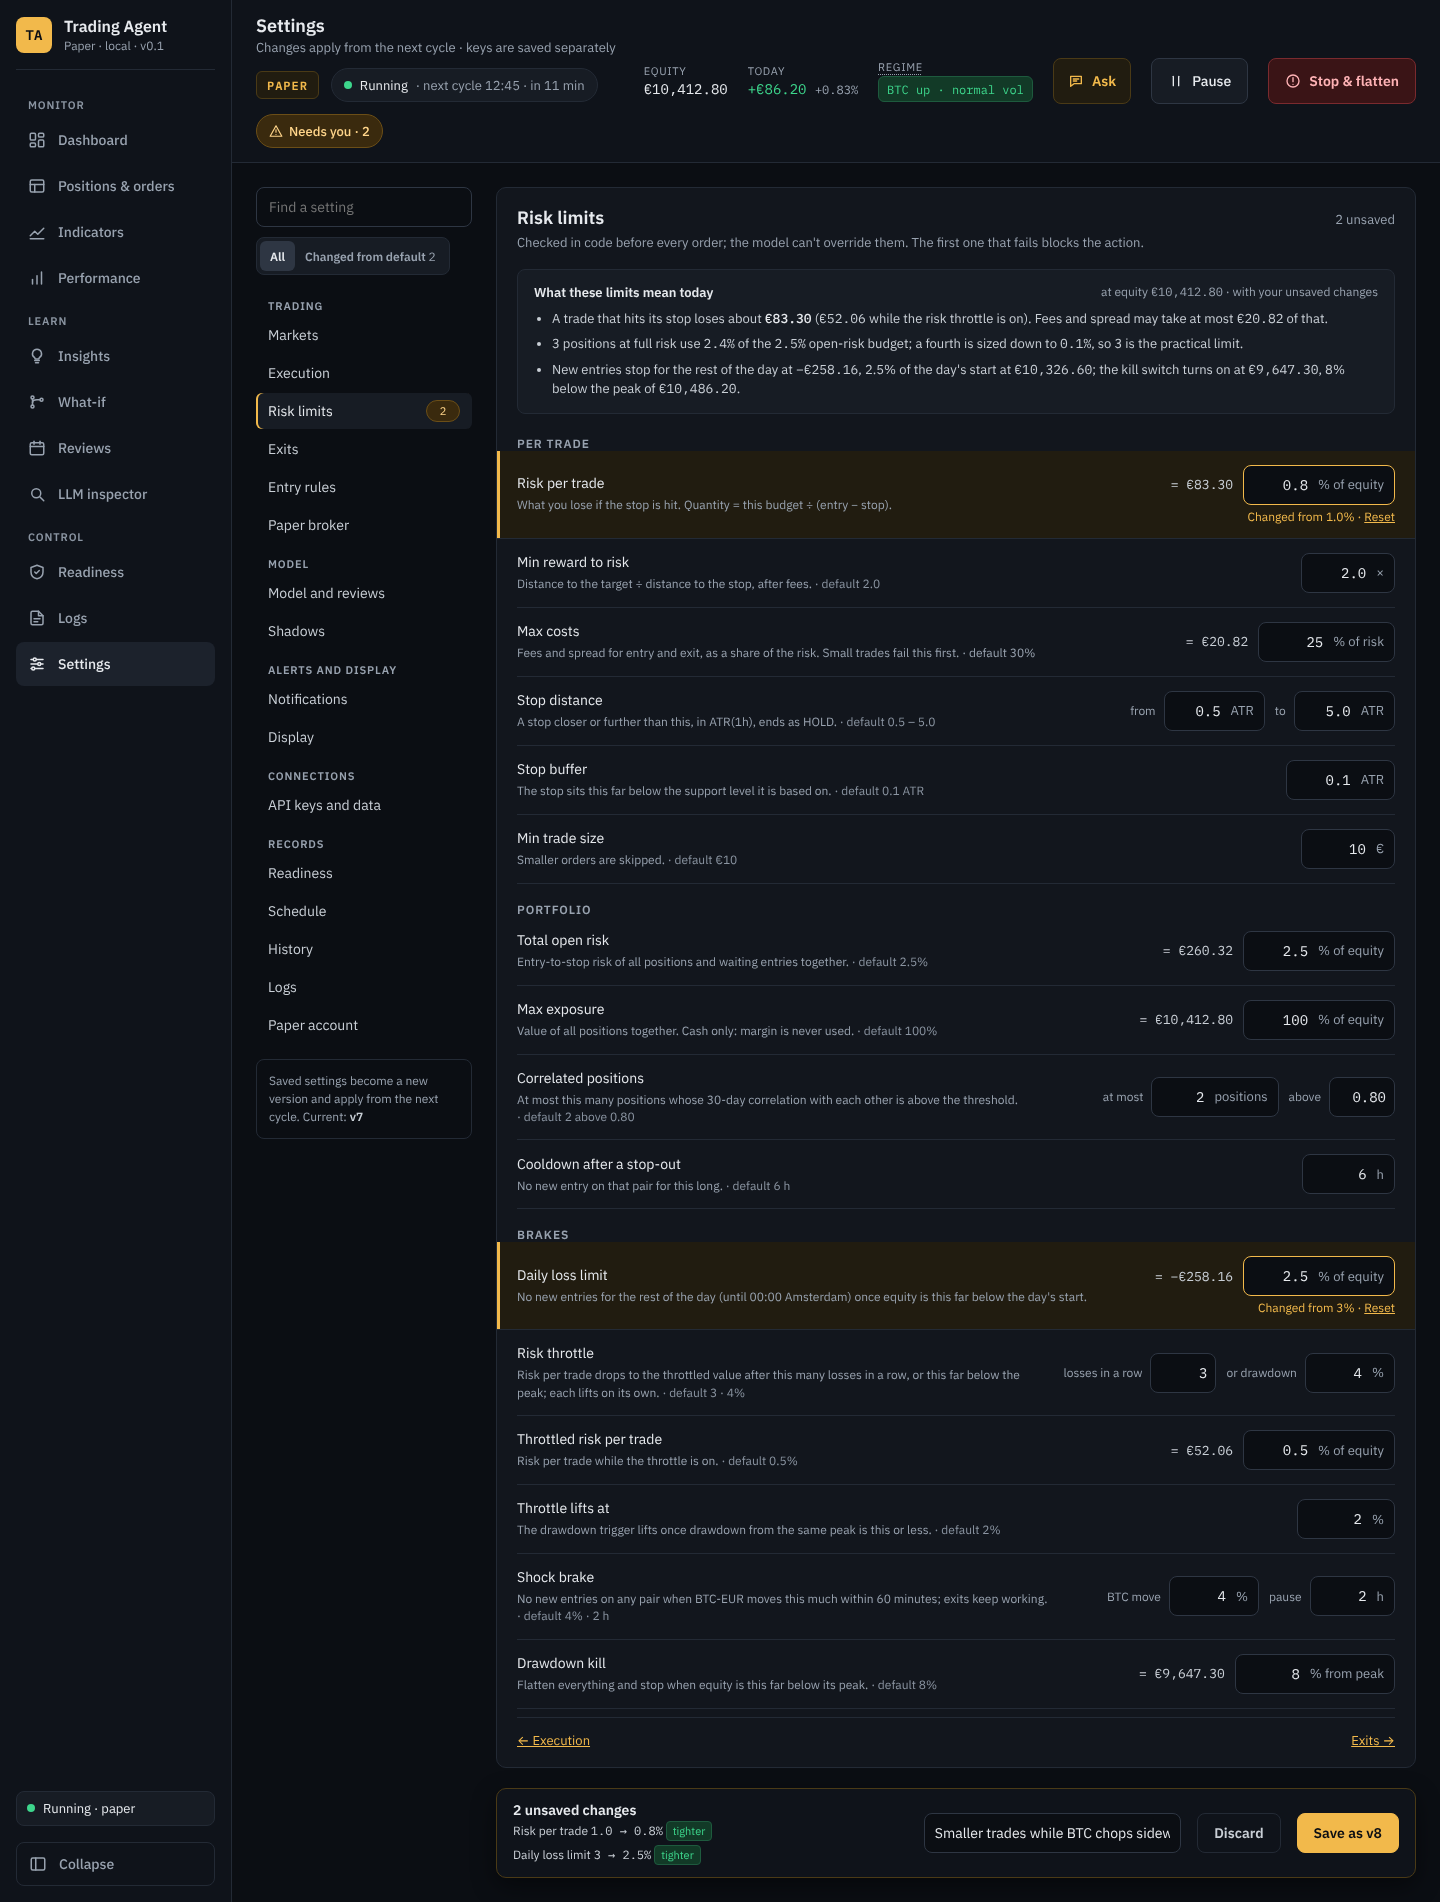 TA
Trading Agent
Paper · local · v0.1
MONITOR
Dashboard
Positions & orders
Indicators
Performance
LEARN
Insights
What-if
Reviews
LLM inspector
CONTROL
Readiness
Logs
Settings
Running · paper
Collapse
Settings
Changes apply from the next cycle · keys are saved separately
PAPER
Running · next cycle 12:45 · in 11 min
EQUITY
€10,412.80
TODAY
+€86.20 +0.83%
REGIME
BTC up · normal vol
Ask
Pause
Stop & flatten
Needs you · 2
Find a setting
All
Changed from default 2
TRADING
Markets
Execution
Risk limits 2
Exits
Entry rules
Paper broker
MODEL
Model and reviews
Shadows
ALERTS AND DISPLAY
Notifications
Display
CONNECTIONS
API keys and data
RECORDS
Readiness
Schedule
History
Logs
Paper account
Saved settings become a new
version and apply from the next
cycle. Current: v7
Risk limits
2 unsaved
Checked in code before every order; the model can't override them. The first one that fails blocks the action.
What these limits mean today
at equity €10,412.80 · with your unsaved changes
• A trade that hits its stop loses about €83.30 (€52.06 while the risk throttle is on). Fees and spread may take at most €20.82 of that.
• 3 positions at full risk use 2.4% of the 2.5% open-risk budget; a fourth is sized down to 0.1%, so 3 is the practical limit.
• New entries stop for the rest of the day at −€258.16, 2.5% of the day's start at €10,326.60; the kill switch turns on at €9,647.30, 8%
below the peak of €10,486.20.
PER TRADE
Risk per trade
What you lose if the stop is hit. Quantity = this budget ÷ (entry − stop).
= €83.30 0.8 % of equity
Changed from 1.0% · Reset
Min reward to risk
Distance to the target ÷ distance to the stop, after fees. · default 2.0
2.0 ×
Max costs
Fees and spread for entry and exit, as a share of the risk. Small trades fail this first. · default 30%
= €20.82 25 % of risk
Stop distance
A stop closer or further than this, in ATR(1h), ends as HOLD. · default 0.5 – 5.0
from 0.5 ATR to 5.0 ATR
Stop buffer
The stop sits this far below the support level it is based on. · default 0.1 ATR
0.1 ATR
Min trade size
Smaller orders are skipped. · default €10
10 €
PORTFOLIO
Total open risk
Entry-to-stop risk of all positions and waiting entries together. · default 2.5%
= €260.32 2.5 % of equity
Max exposure
Value of all positions together. Cash only: margin is never used. · default 100%
= €10,412.80 100 % of equity
Correlated positions
At most this many positions whose 30-day correlation with each other is above the threshold.
· default 2 above 0.80
at most 2 positions above 0.80
Cooldown after a stop-out
No new entry on that pair for this long. · default 6 h
6 h
BRAKES
Daily loss limit
No new entries for the rest of the day (until 00:00 Amsterdam) once equity is this far below the day's start.
= −€258.16 2.5 % of equity
Changed from 3% · Reset
Risk throttle
Risk per trade drops to the throttled value after this many losses in a row, or this far below the
peak; each lifts on its own. · default 3 · 4%
losses in a row 3 or drawdown 4 %
Throttled risk per trade
Risk per trade while the throttle is on. · default 0.5%
= €52.06 0.5 % of equity
Throttle lifts at
The drawdown trigger lifts once drawdown from the same peak is this or less. · default 2%
2 %
Shock brake
No new entries on any pair when BTC-EUR moves this much within 60 minutes; exits keep working.
· default 4% · 2 h
BTC move 4 % pause 2 h
Drawdown kill
Flatten everything and stop when equity is this far below its peak. · default 8%
= €9,647.30 8 % from peak
← Execution
Exits →
2 unsaved changes
Risk per trade 1.0 → 0.8% tighter
Daily loss limit 3 → 2.5% tighter
Smaller trades while BTC chops sidew
Discard
Save as v8